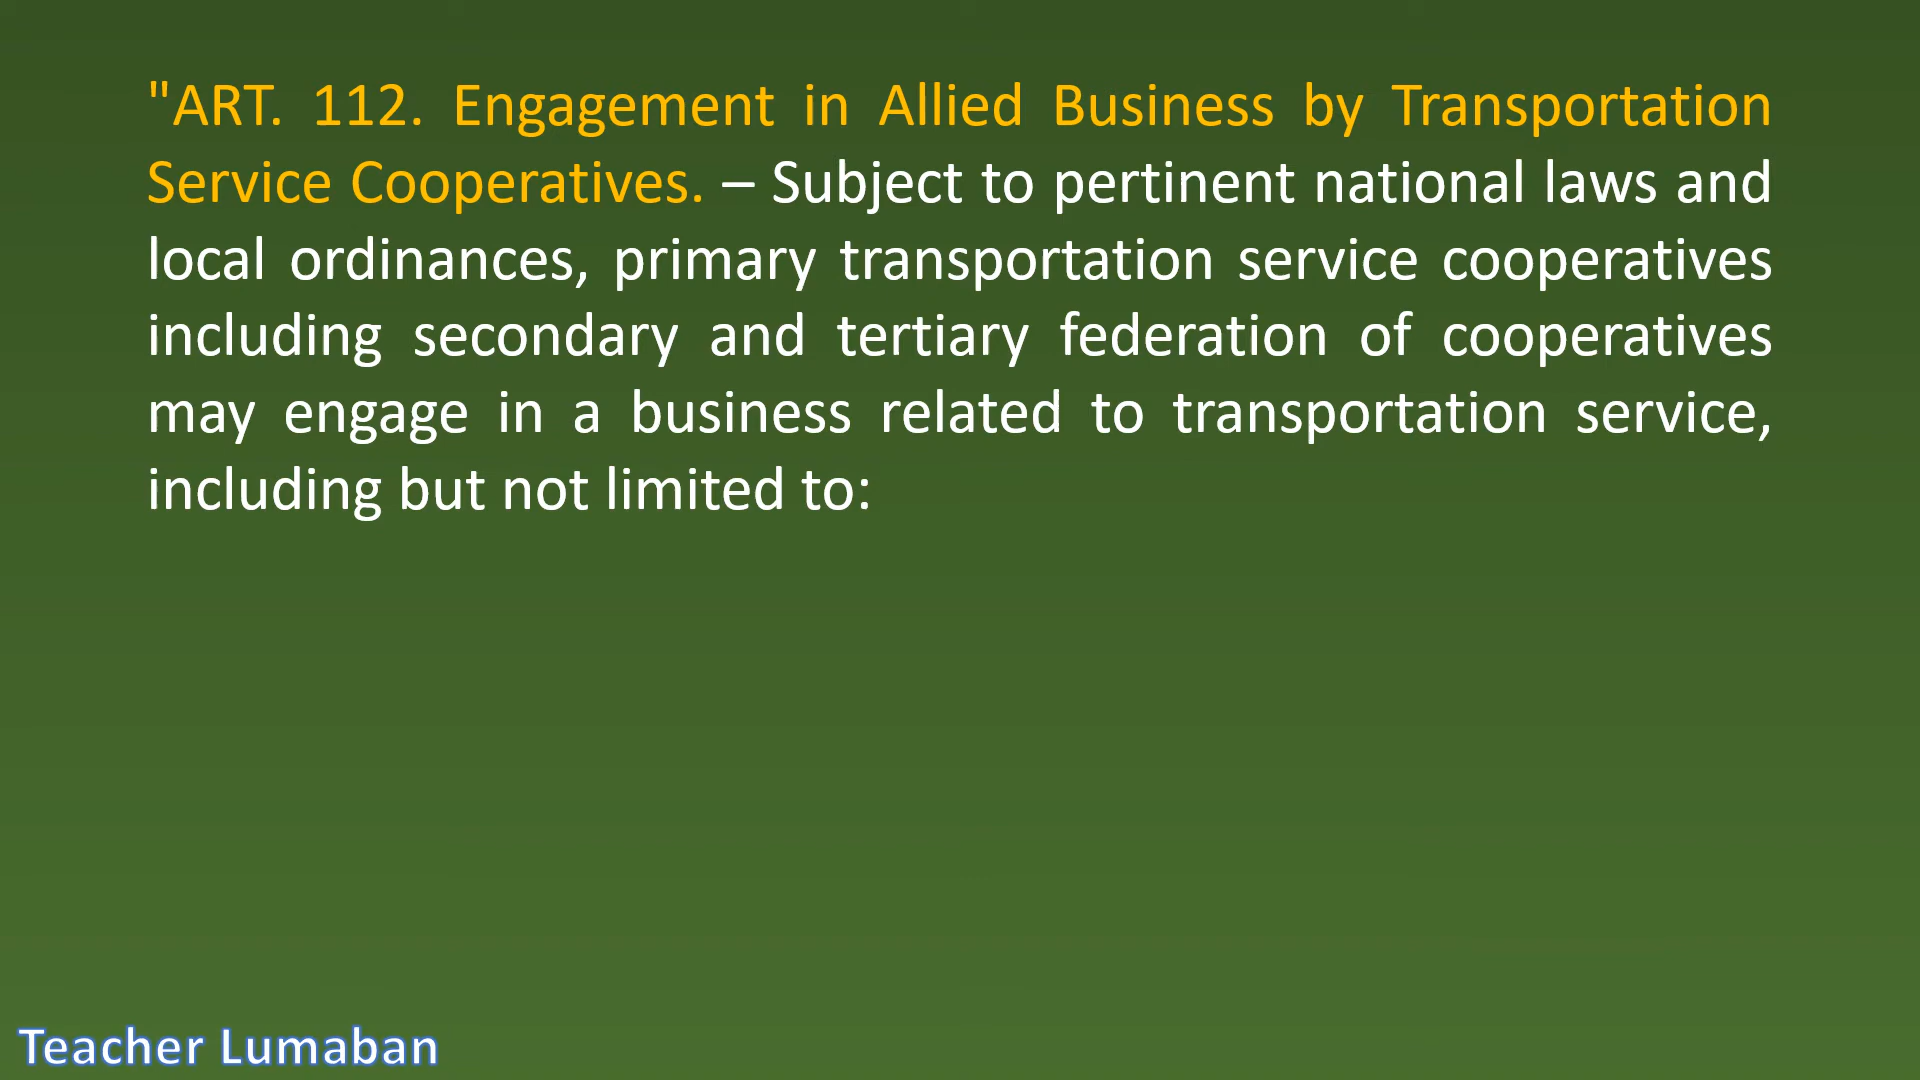 "ART. 112. Engagement in Allied Business by Transportation
Service Cooperatives. – Subject to pertinent national laws and
local ordinances, primary transportation service cooperatives
including secondary and tertiary federation of cooperatives
may engage in a business related to transportation service,
including but not limited to:
Teacher Lumaban